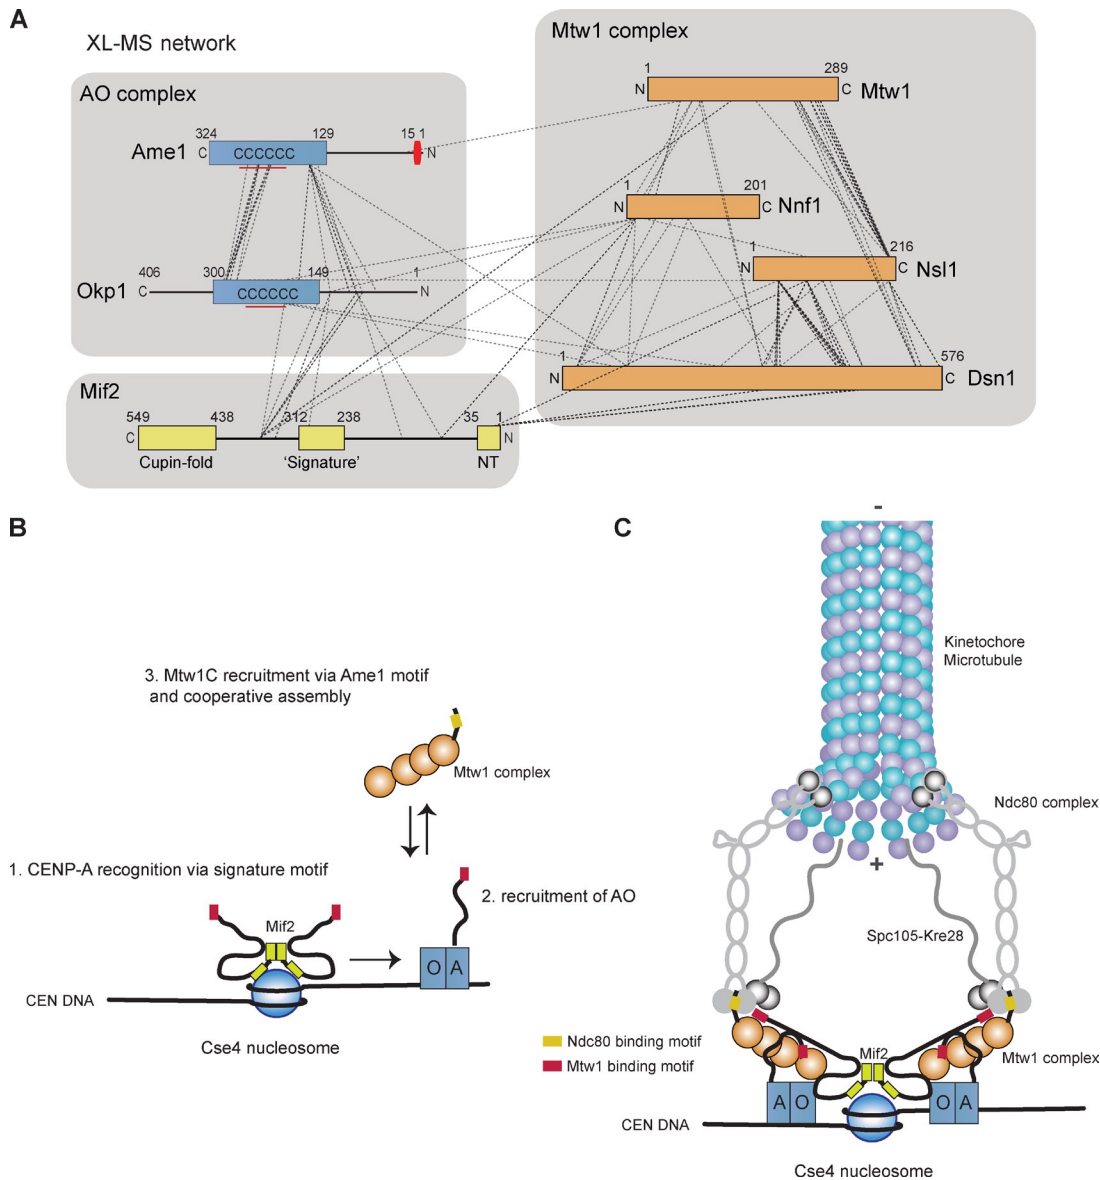 A
XL-MS network
Mtw1 complex
AO complex
1 289
N C Mtw1
324 129 15 1
Ame1 C CCCCCC N
1 201
N C Nnf1
1 216
N C Nsl1
406 300 149 1
Okp1 C CCCCCC N
1 576
N C Dsn1
Mif2
549 438 312 238 35 1
C N
Cupin-fold 'Signature' NT
B
C
-
Kinetochore
Microtubule
3. Mtw1C recruitment via Ame1 motif
and cooperative assembly
Mtw1 complex
Ndc80 complex
+
1. CENP-A recognition via signature motif
2. recruitment of AO
Mif2
Spc105-Kre28
O A
CEN DNA
Cse4 nucleosome
Ndc80 binding motif
Mtw1 binding motif
Mif2
Mtw1 complex
A O O A
CEN DNA
Cse4 nucleosome